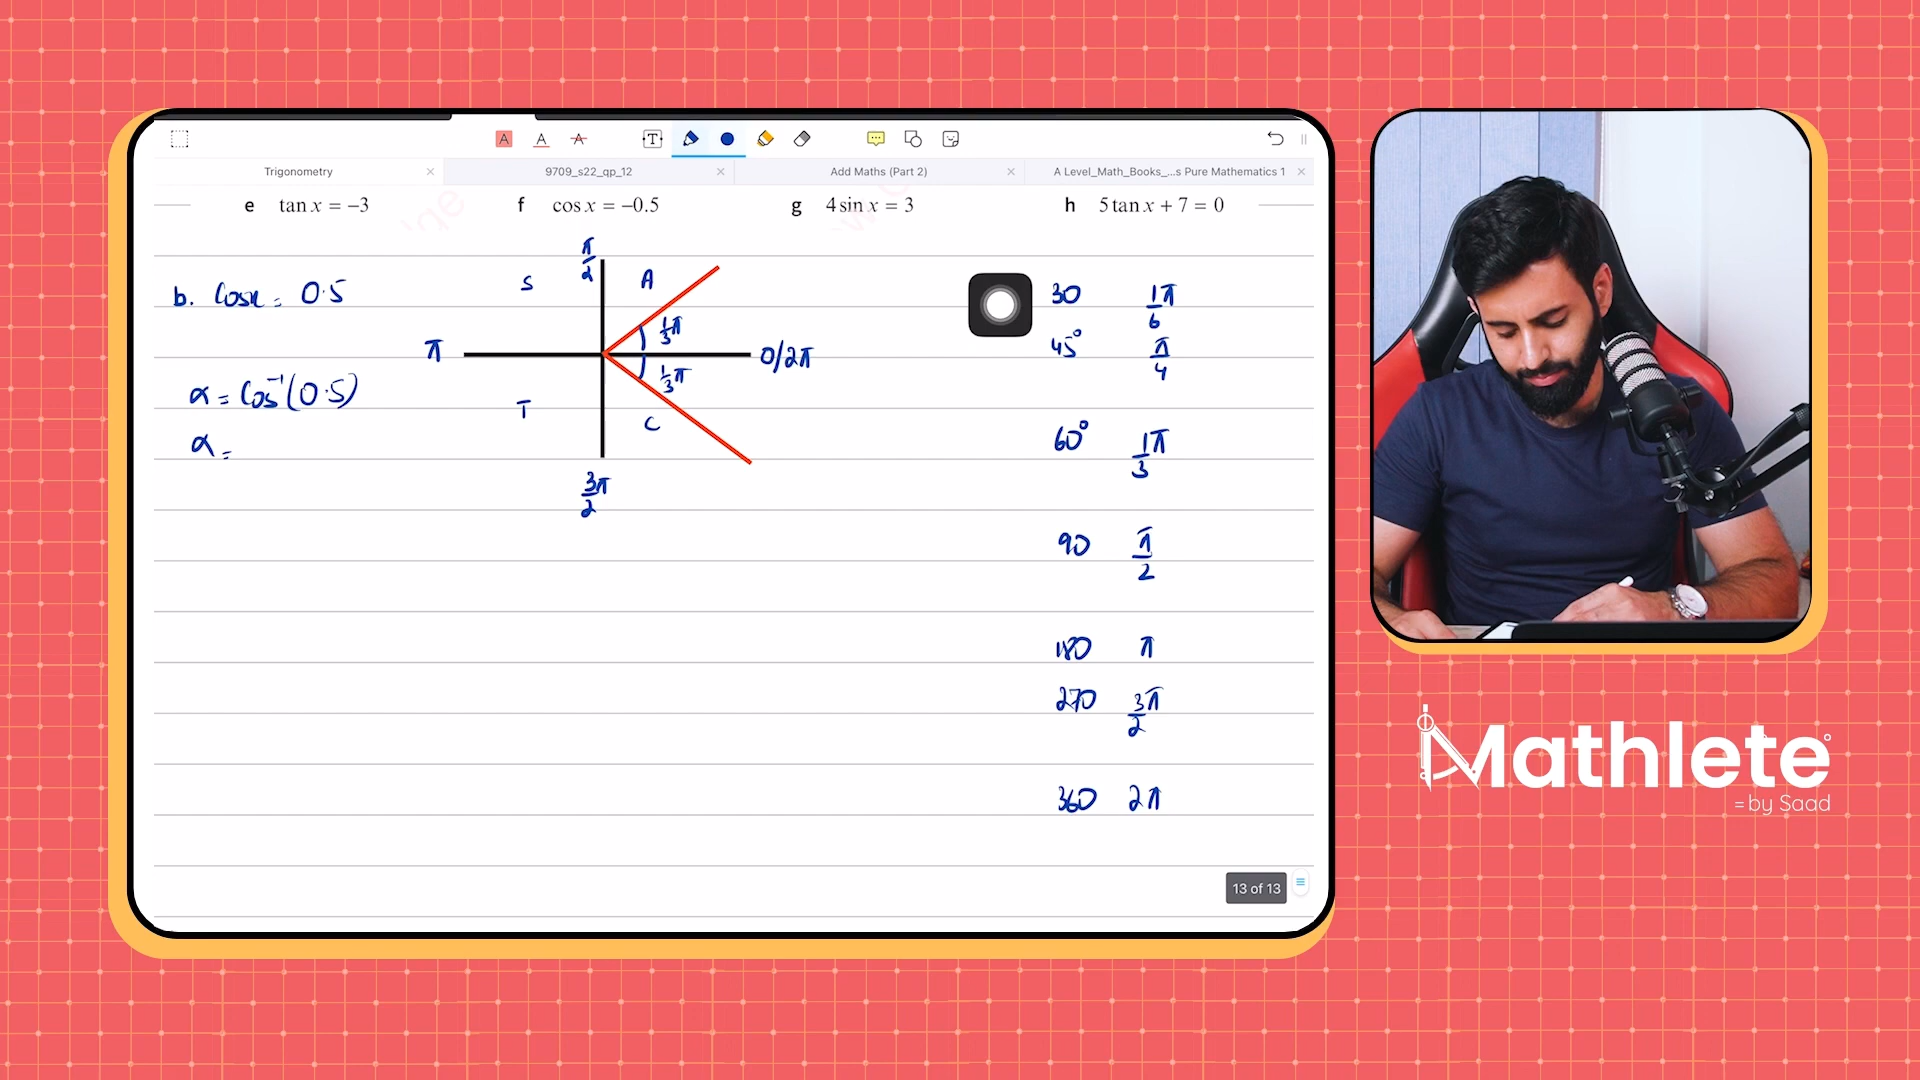 A A A T
Trigonometry 9709_s22_qp_12 Add Maths (Part 2) A Level_Math_Books_...s Pure Mathematics 1
e tan x = −3 f cos x = −0.5 g 4 sin x = 3 h 5 tan x + 7 = 0
b. Cosx = 0.5
π/2
S A
π 0/2π
1/3 π
1/3 π
T C
3π/2
α = Cos⁻¹(0.5)
α =
30 1π/6
45° π/4
60° 1π/3
90 π/2
180 π
270 3π/2
360 2π
13 of 13
Mathlete°
= by Saad